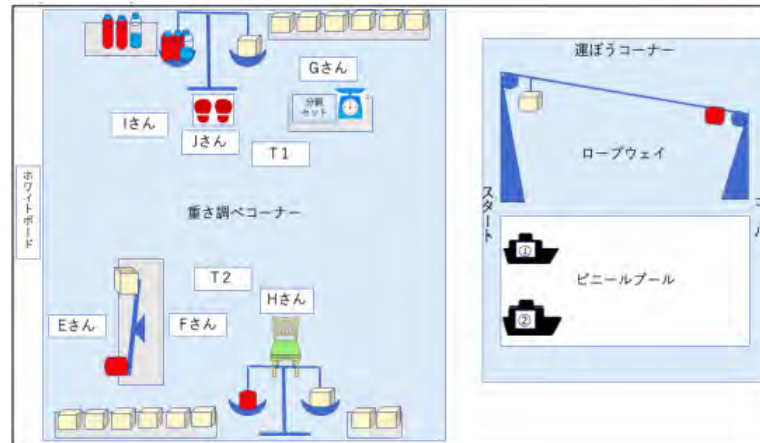 Gさん
分銅
セット
Iさん
Jさん
T1
ホワイトボード
重さ調べコーナー
T2
Hさん
Eさん
Fさん
運ぼうコーナー
ロープウェイ
スタート
ビニールプール
①
②